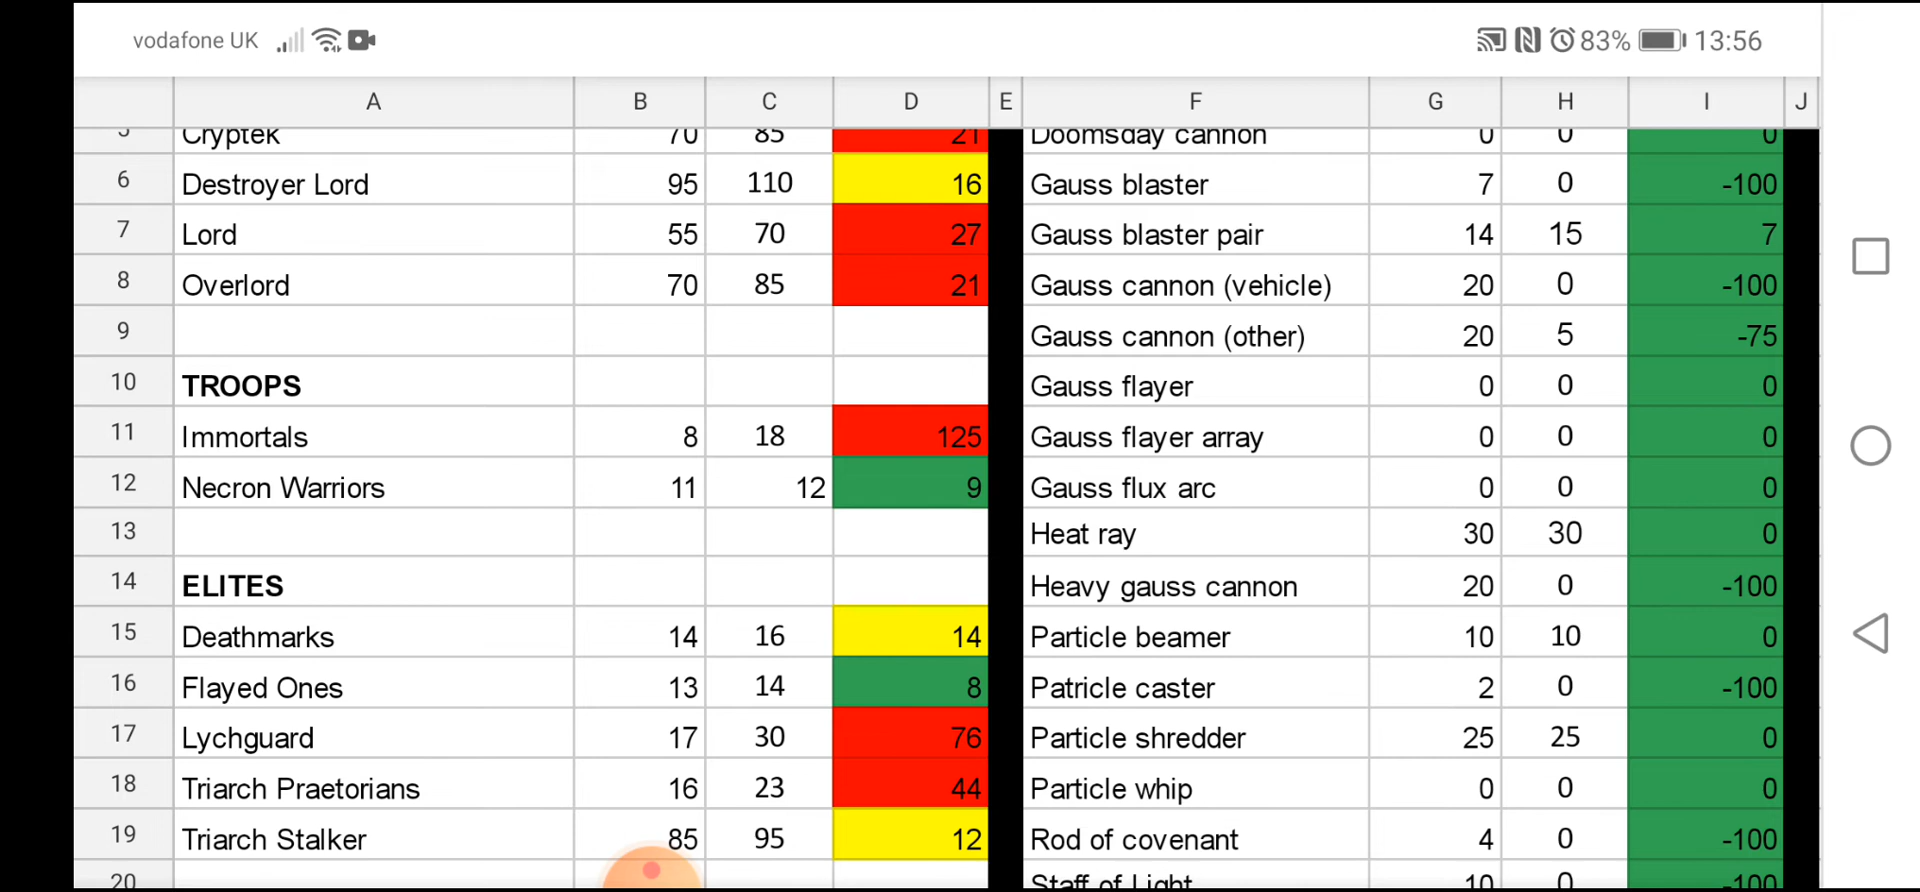 vodafone UK 83% 13:56
A B C D E F G H I J
5 Cryptek 70 85 21 Doomsday cannon 0 0 0
6 Destroyer Lord 95 110 16 Gauss blaster 7 0 -100
7 Lord 55 70 27 Gauss blaster pair 14 15 7
8 Overlord 70 85 21 Gauss cannon (vehicle) 20 0 -100
9 Gauss cannon (other) 20 5 -75
10 TROOPS Gauss flayer 0 0 0
11 Immortals 8 18 125 Gauss flayer array 0 0 0
12 Necron Warriors 11 12 9 Gauss flux arc 0 0 0
13 Heat ray 30 30 0
14 ELITES Heavy gauss cannon 20 0 -100
15 Deathmarks 14 16 14 Particle beamer 10 10 0
16 Flayed Ones 13 14 8 Patricle caster 2 0 -100
17 Lychguard 17 30 76 Particle shredder 25 25 0
18 Triarch Praetorians 16 23 44 Particle whip 0 0 0
19 Triarch Stalker 85 95 12 Rod of covenant 4 0 -100
20 Staff of Light 10 0 -100